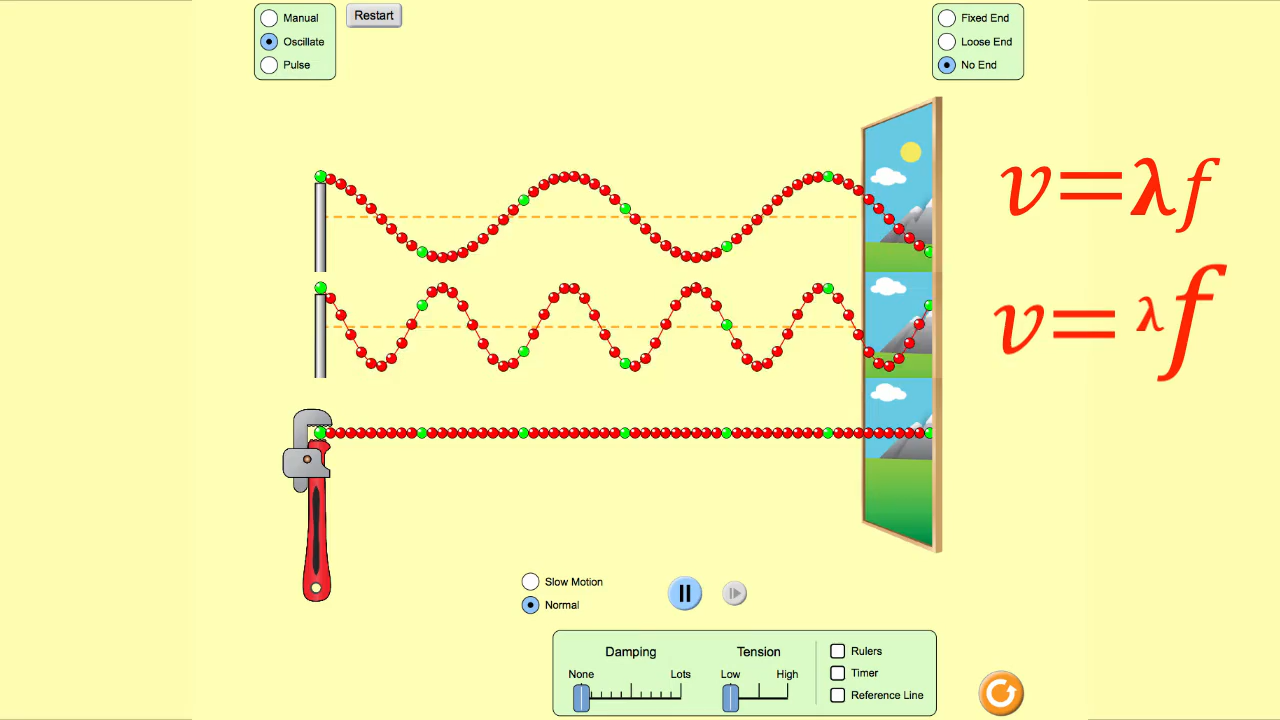 Manual
Oscillate
Pulse
Restart
Fixed End
Loose End
No End
v=λf
v=λf
Slow Motion
Normal
Damping
None
Lots
Tension
Low
High
Rulers
Timer
Reference Line